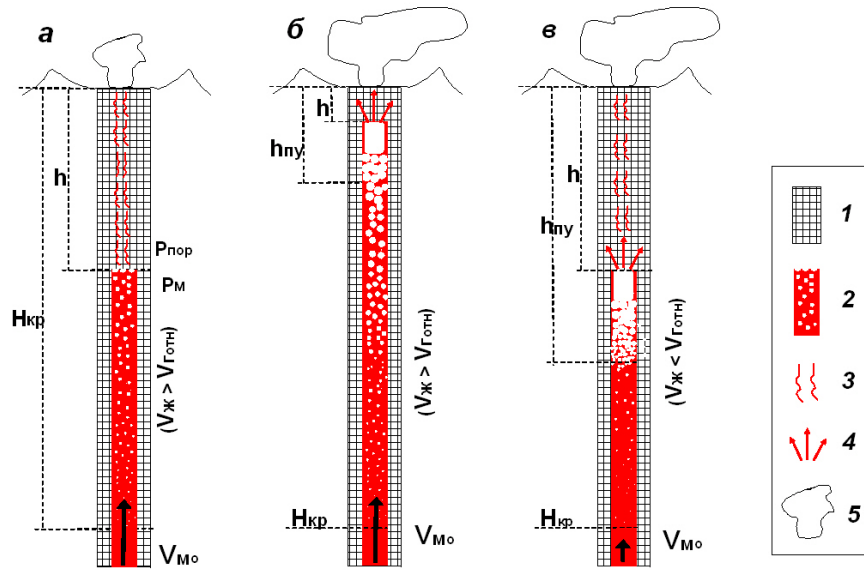 а
б
в
h
Hкр
Pпор
Pм
(Vж > Vготн)
Vмо
h
hпу
(Vж > Vготн)
Hкр
Vмо
h
hпу
(Vж < Vготн)
Hкр
Vмо
1
2
3
4
5